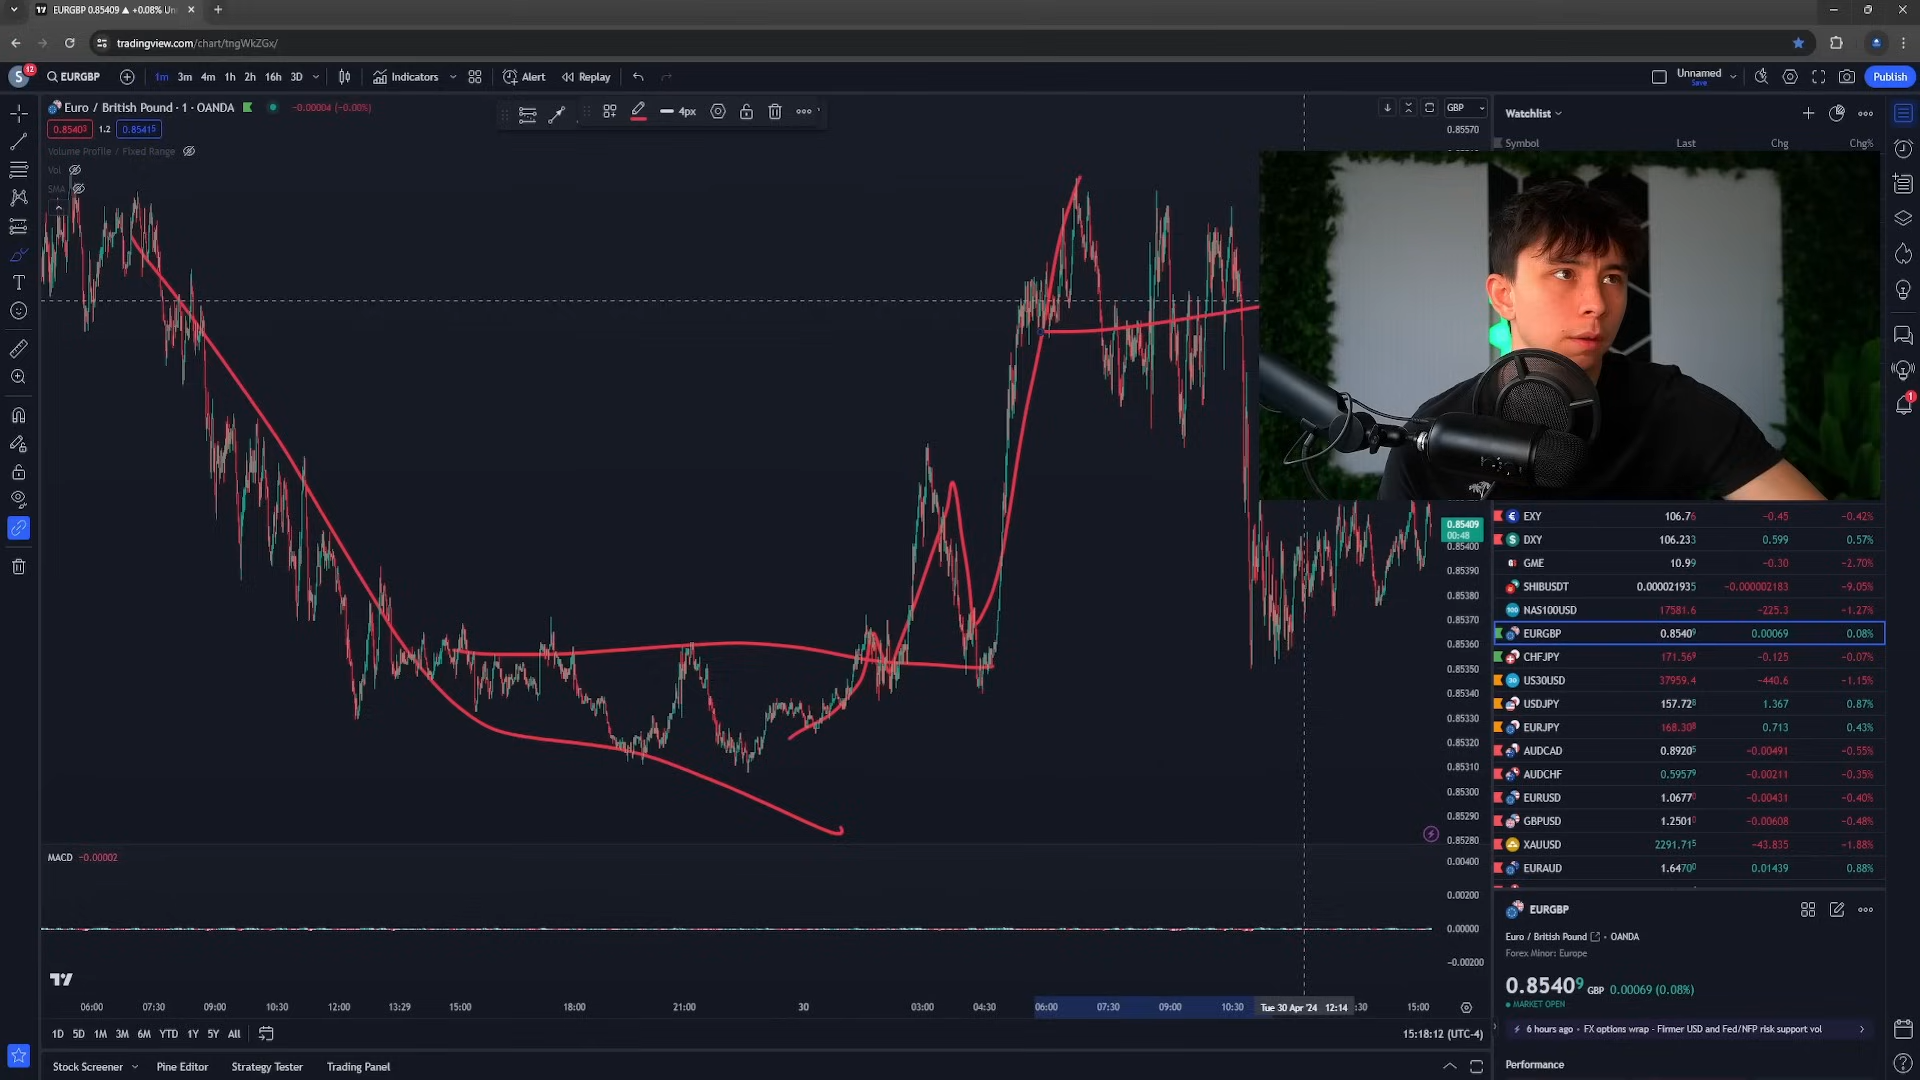 EURGBP 0.85409 ▲ +0.08% Un
tradingview.com/chart/tngWkZGx/
S 12 EURGBP 1m 3m 4m 1h 2h 16h 3D Indicators Alert Replay Unnamed Save Publish
Euro / British Pound · 1 · OANDA −0.00004 (−0.00%)
0.85403 1.2 0.85415
Volume Profile / Fixed Range
Vol
SMA
4px
GBP
0.85570
0.85409
00:48
0.85400
0.85390
0.85380
0.85370
0.85360
0.85350
0.85340
0.85330
0.85320
0.85310
0.85300
0.85290
0.85280
MACD −0.00002
0.00400
0.00200
0.00000
−0.00200
06:00 07:30 09:00 10:30 12:00 13:29 15:00 18:00 21:00 30 03:00 04:30 06:00 07:30 09:00 10:30 Tue 30 Apr '24 12:14 :30 15:00
1D 5D 1M 3M 6M YTD 1Y 5Y All 15:18:12 (UTC-4)
Stock Screener Pine Editor Strategy Tester Trading Panel
Watchlist
Symbol Last Chg Chg%
EXY 106.76 −0.45 −0.42%
DXY 106.233 0.599 0.57%
GME 10.99 −0.30 −2.70%
SHIBUSDT 0.000021935 −0.000002183 −9.05%
NAS100USD 17581.6 −225.3 −1.27%
EURGBP 0.85409 0.00069 0.08%
CHFJPY 171.569 −0.125 −0.07%
US30USD 37959.4 −440.6 −1.15%
USDJPY 157.728 1.367 0.87%
EURJPY 168.308 0.713 0.43%
AUDCAD 0.89205 −0.00491 −0.55%
AUDCHF 0.59579 −0.00211 −0.35%
EURUSD 1.06770 −0.00431 −0.40%
GBPUSD 1.25010 −0.00608 −0.48%
XAUUSD 2291.715 −43.835 −1.88%
EURAUD 1.64700 0.01439 0.88%
EURGBP
Euro / British Pound · OANDA
Forex Minor: Europe
0.85409 GBP 0.00069 (0.08%)
MARKET OPEN
6 hours ago · FX options wrap - Firmer USD and Fed/NFP risk support vol
Performance
1